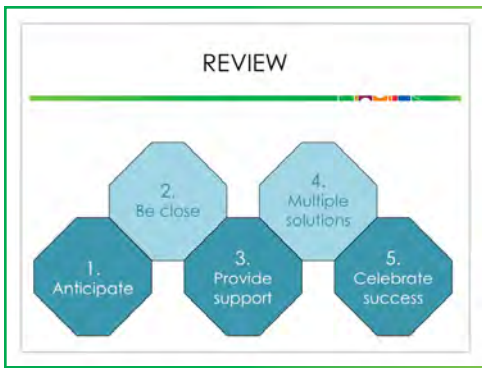 REVIEW
1.
Anticipate
2.
Be close
3.
Provide
support
4.
Multiple
solutions
5.
Celebrate
success